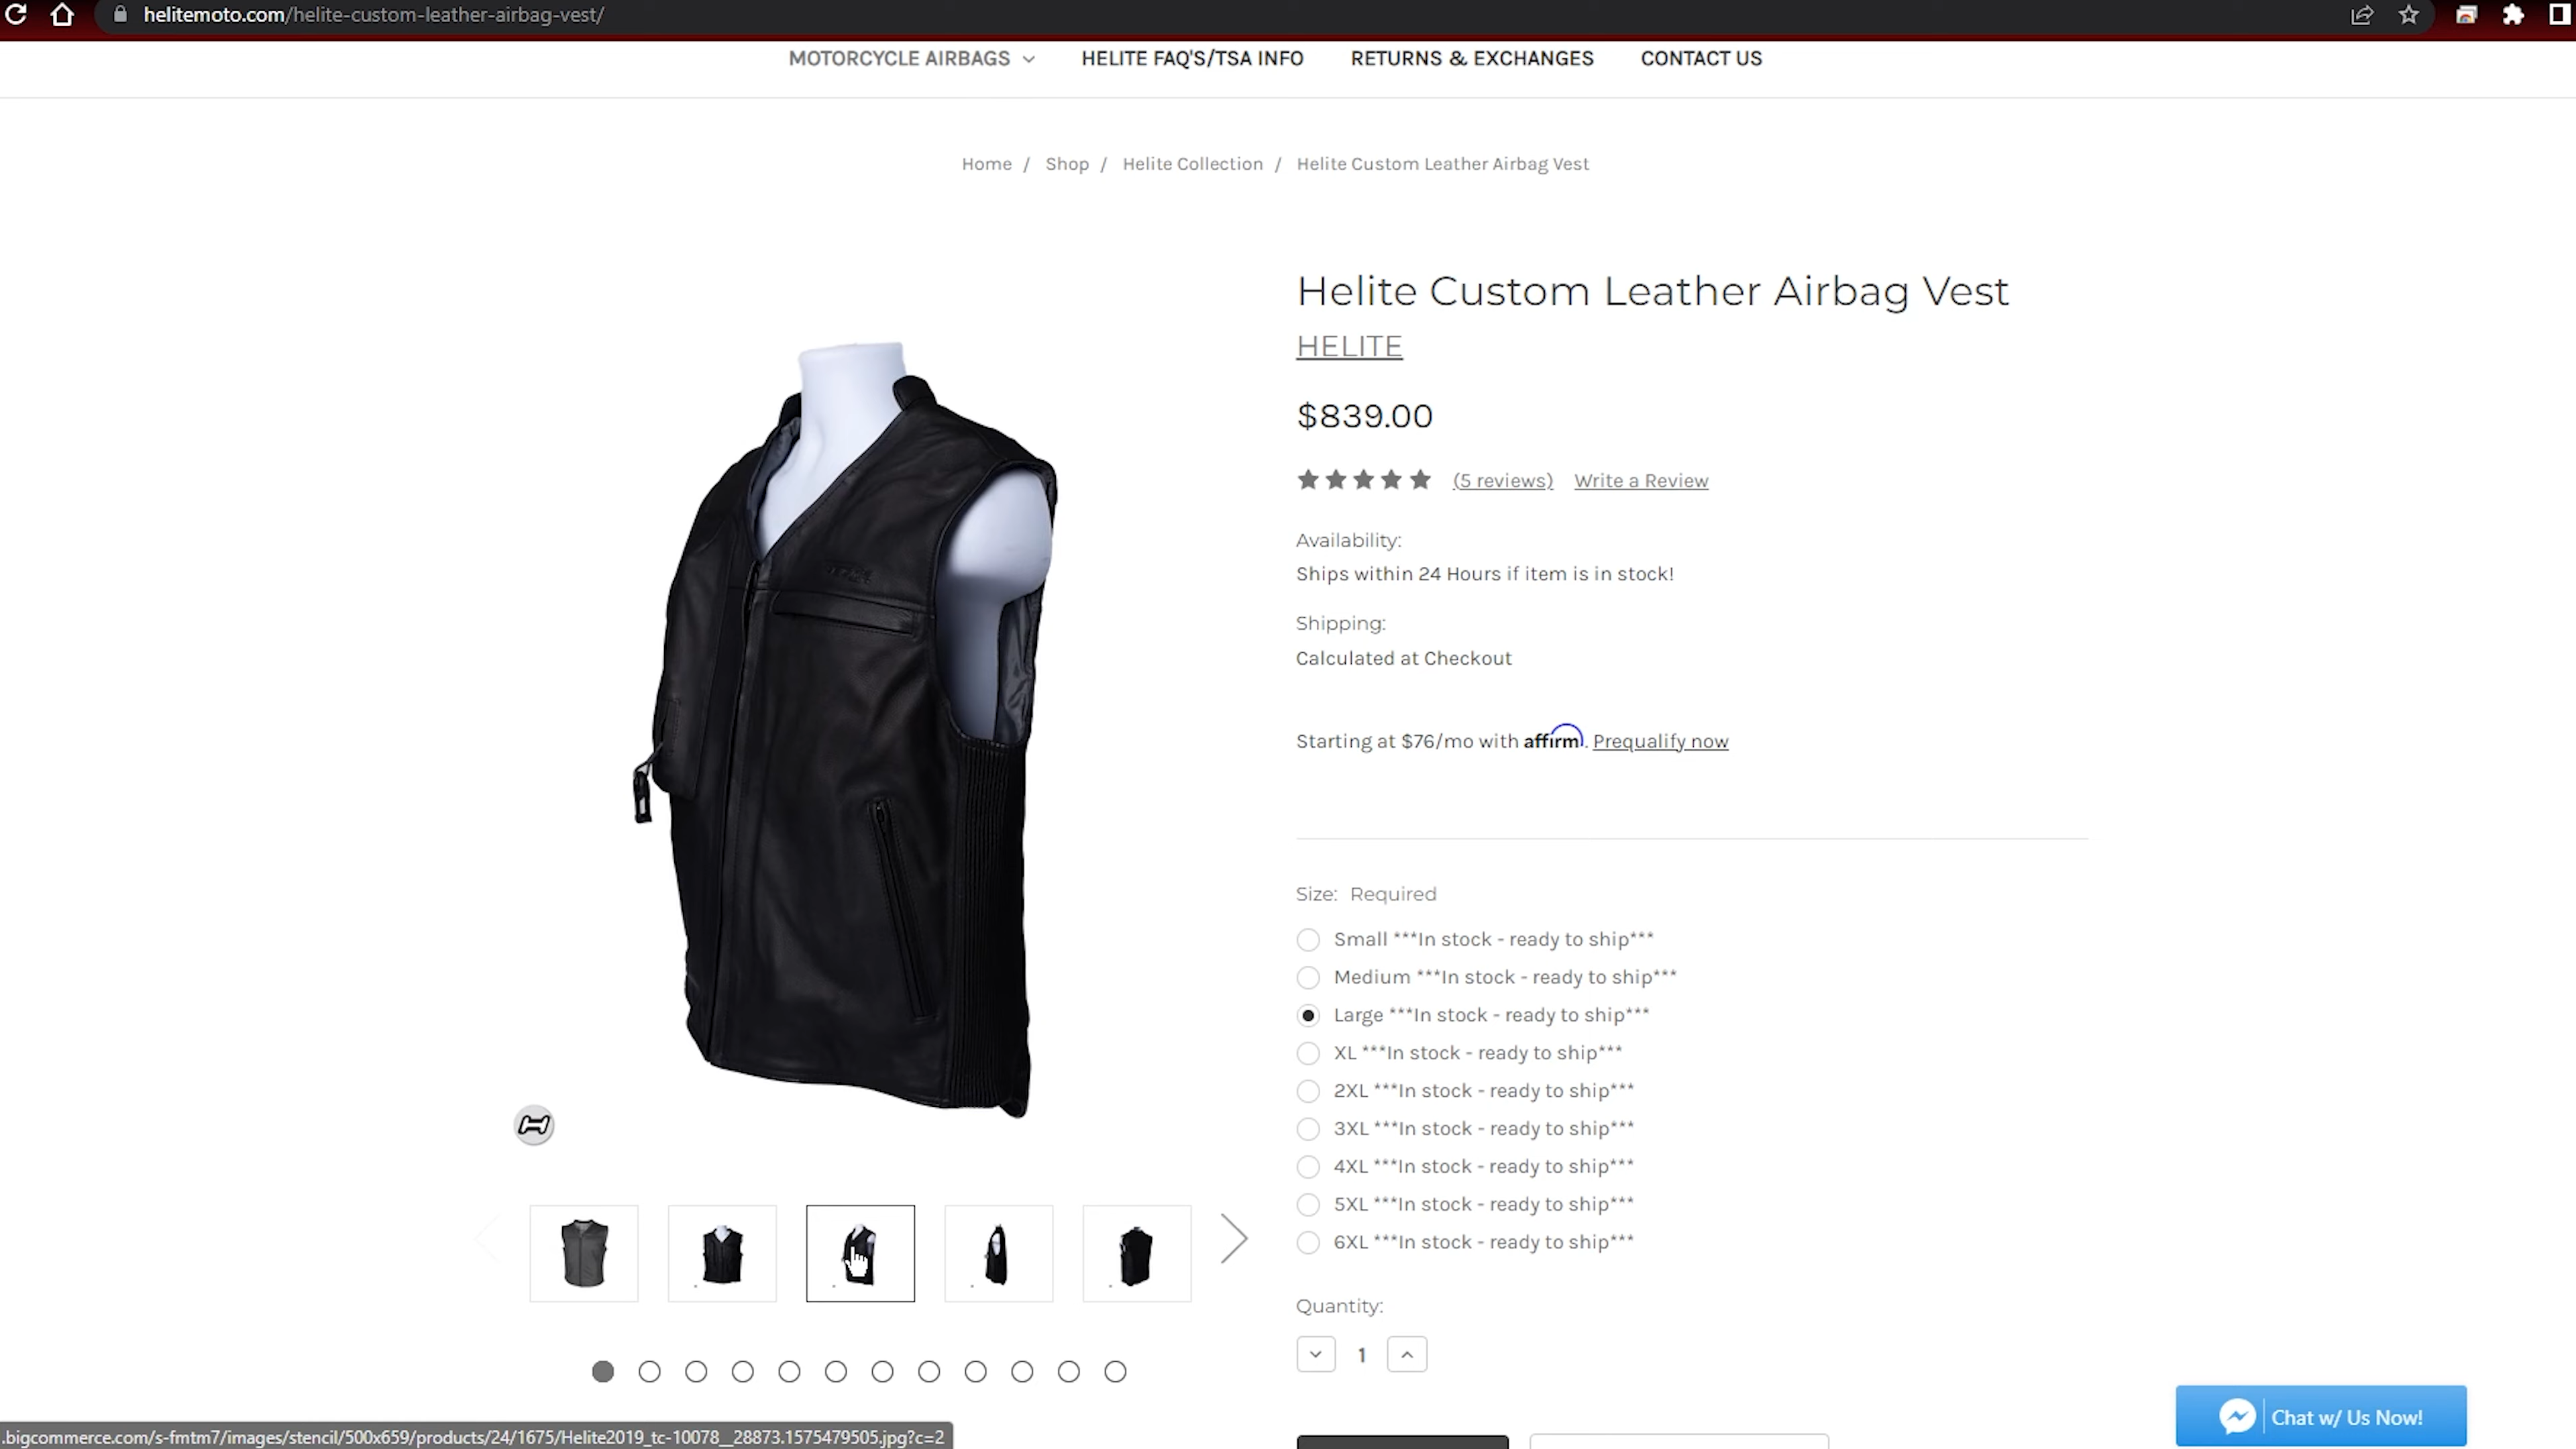 helitemoto.com/helite-custom-leather-airbag-vest/
MOTORCYCLE AIRBAGS
HELITE FAQ'S/TSA INFO
RETURNS & EXCHANGES
CONTACT US
Home / Shop / Helite Collection / Helite Custom Leather Airbag Vest
Helite Custom Leather Airbag Vest
HELITE
$839.00
(5 reviews) Write a Review
Availability:
Ships within 24 Hours if item is in stock!
Shipping:
Calculated at Checkout
Starting at $76/mo with affirm. Prequalify now
Size: Required
Small ***In stock - ready to ship***
Medium ***In stock - ready to ship***
Large ***In stock - ready to ship***
XL ***In stock - ready to ship***
2XL ***In stock - ready to ship***
3XL ***In stock - ready to ship***
4XL ***In stock - ready to ship***
5XL ***In stock - ready to ship***
6XL ***In stock - ready to ship***
Quantity:
1
Chat w/ Us Now!
.bigcommerce.com/s-fmtm7/images/stencil/500x659/products/24/1675/Helite2019_tc-10078__28873.1575479505.jpg?c=2